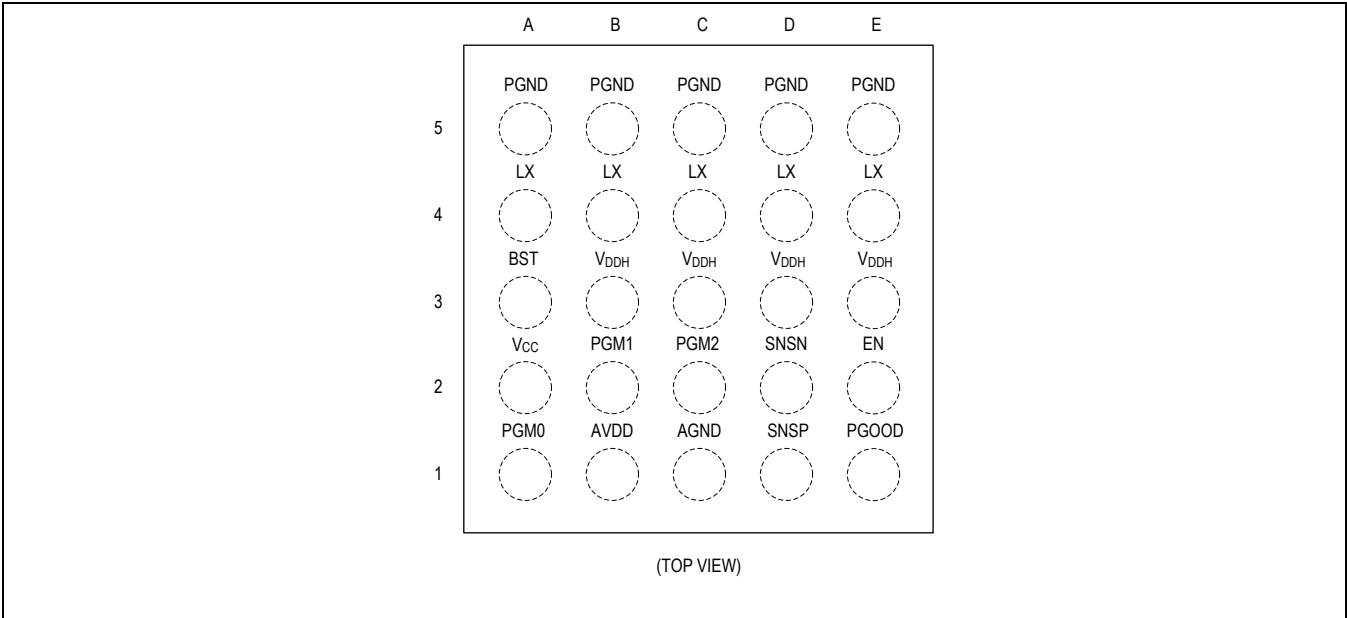 A B C D E
PGND PGND PGND PGND PGND
5
LX LX LX LX LX
4
BST VDDH VDDH VDDH VDDH
3
VCC PGM1 PGM2 SNSN EN
2
PGM0 AVDD AGND SNSP PGOOD
1
(TOP VIEW)